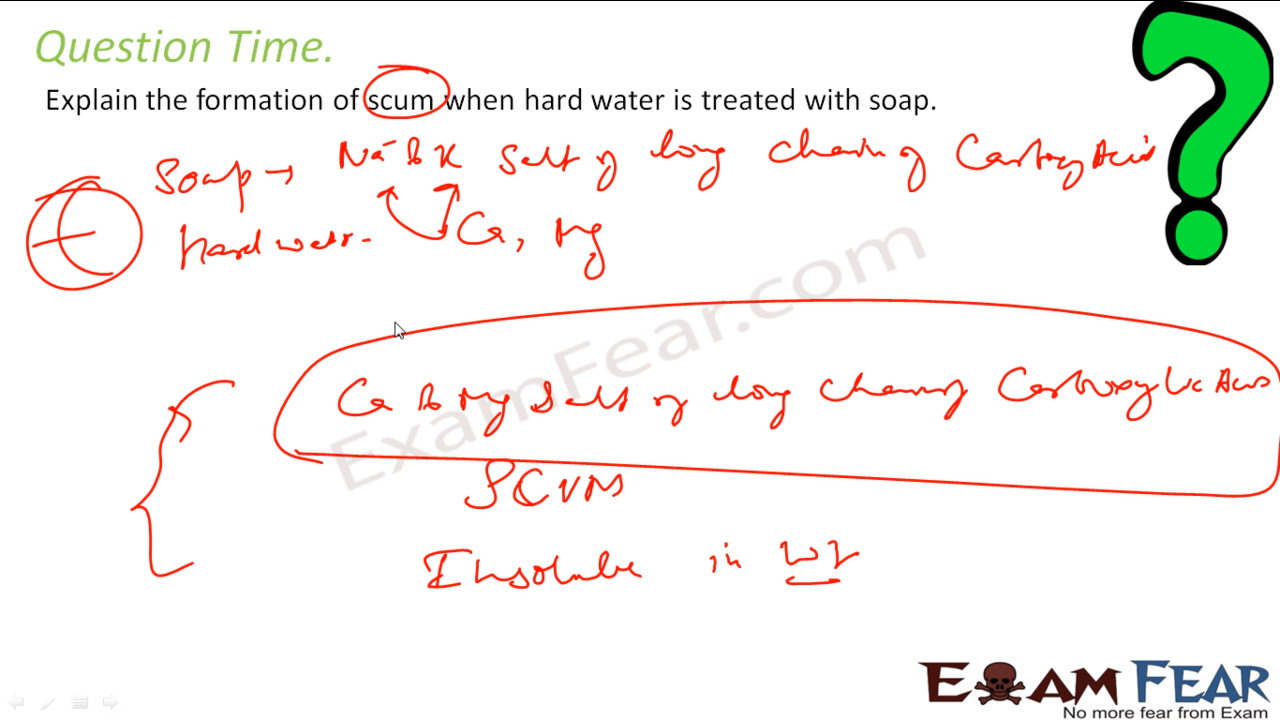 Question Time.
Explain the formation of scum when hard water is treated with soap.
Soap → Na & K Salt of long chain of Carboxy Acid
Hard water - Ca, Mg
ExamFear.com
Ca & Mg Salt of long chain of Carboxylic Acid
SCUM
Insoluble in
EXAM FEAR
No more fear from Exam